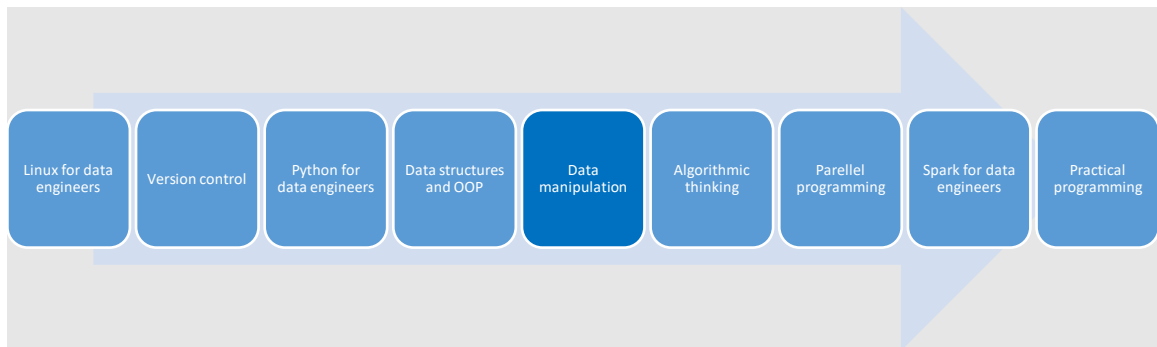 Linux for data
engineers
Version control
Python for
data engineers
Data structures
and OOP
Data
manipulation
Algorithmic
thinking
Parellel
programming
Spark for data
engineers
Practical
programming